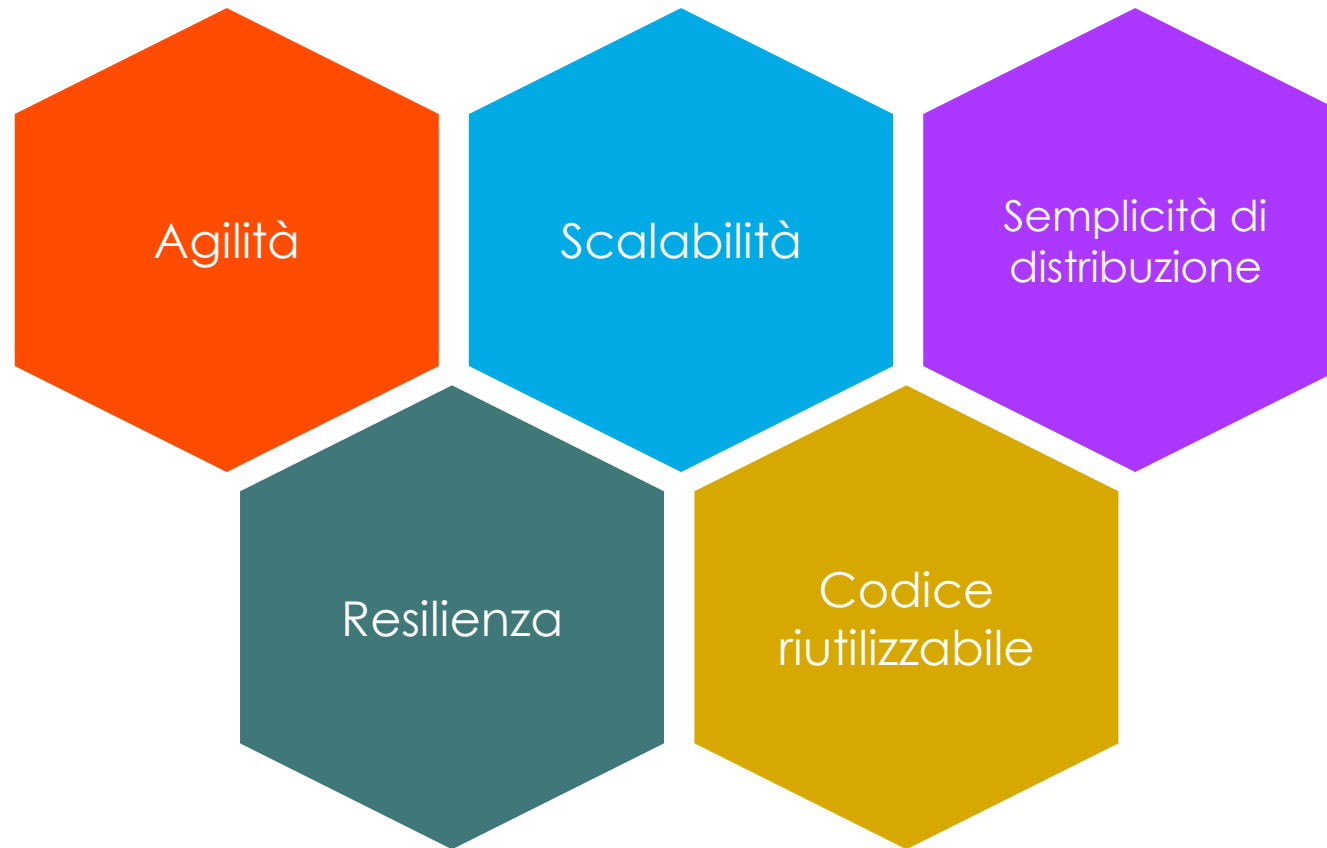 Agilità
Scalabilità
Semplicità di
distribuzione
Resilienza
Codice
riutilizzabile